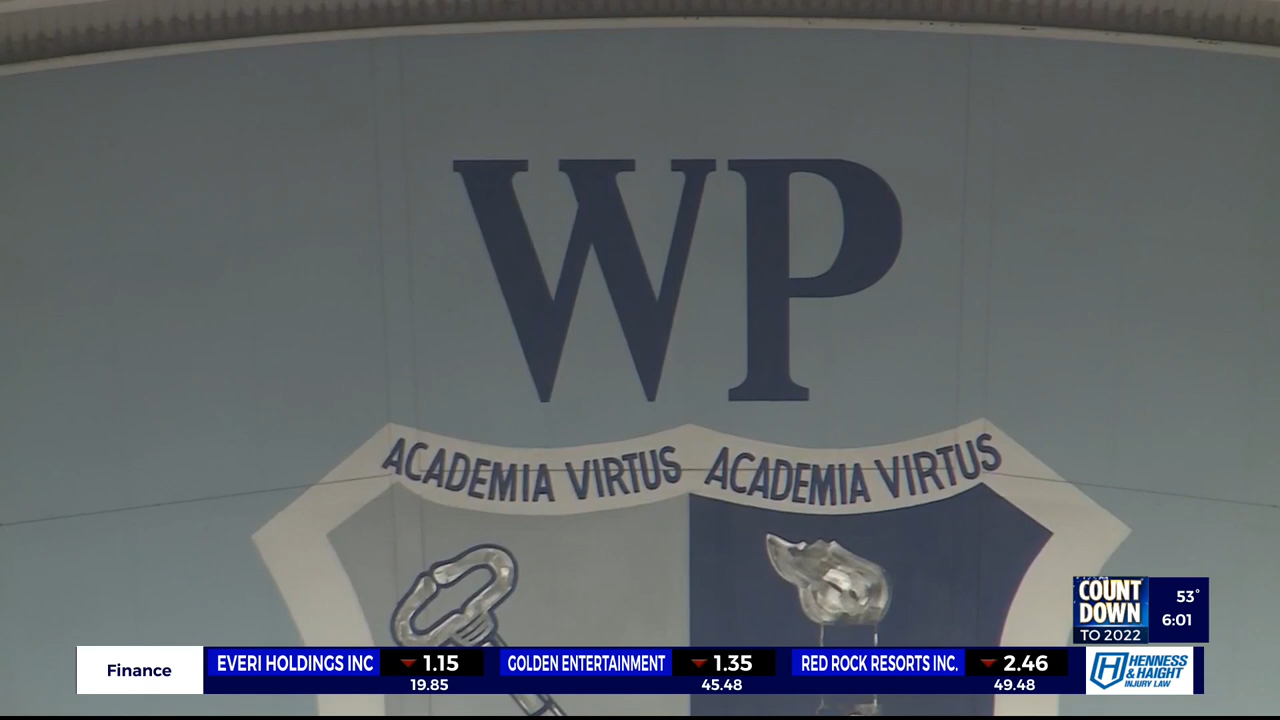 WP
ACADEMIA VIRTUS ACADEMIA VIRTUS
COUNT
DOWN
TO 2022
53°
6:01
Finance
EVERI HOLDINGS INC 1.15
19.85
GOLDEN ENTERTAINMENT 1.35
45.48
RED ROCK RESORTS INC. 2.46
49.48
H HENNESS
& HAIGHT
INJURY LAW